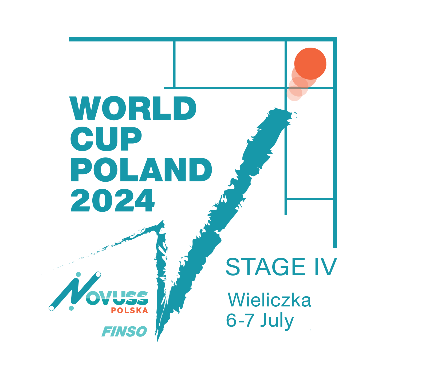 WORLD
CUP
POLAND
2024
STAGE IV
Wieliczka
6-7 July
NOVUSS
POLSKA
FINSO